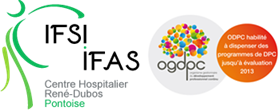 IFSI
iFAS
Centre Hospitalier
René-Dubos
Pontoise
ogdpc
ODPC habilité
à dispenser des
programmes de DPC
jusqu'à évaluation
2013